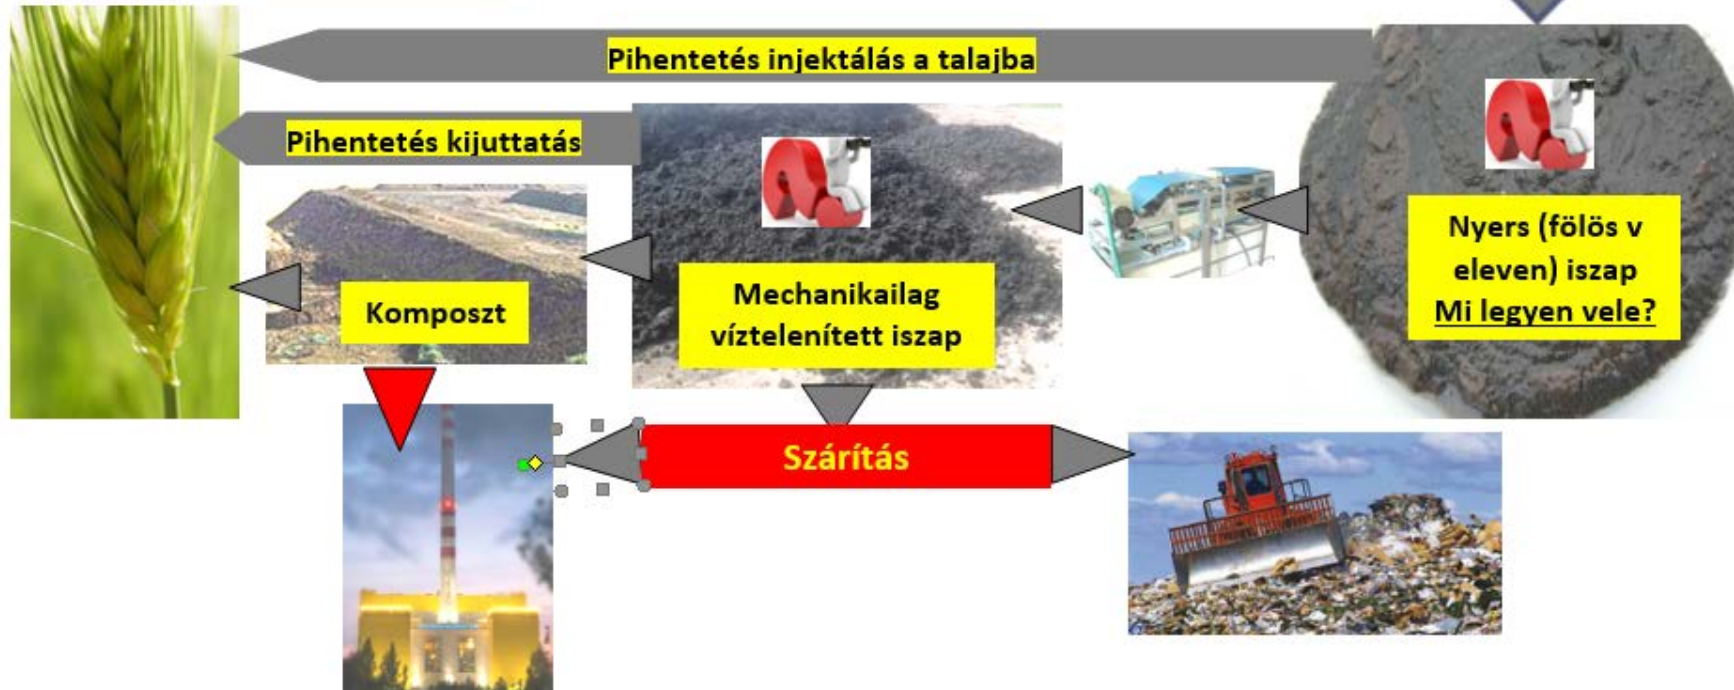 Pihentetés injektálás a talajba
Pihentetés kijuttatás
Nyers (fölös v
eleven) iszap
Mi legyen vele?
Mechanikailag
víztelenített iszap
Komposzt
Szárítás